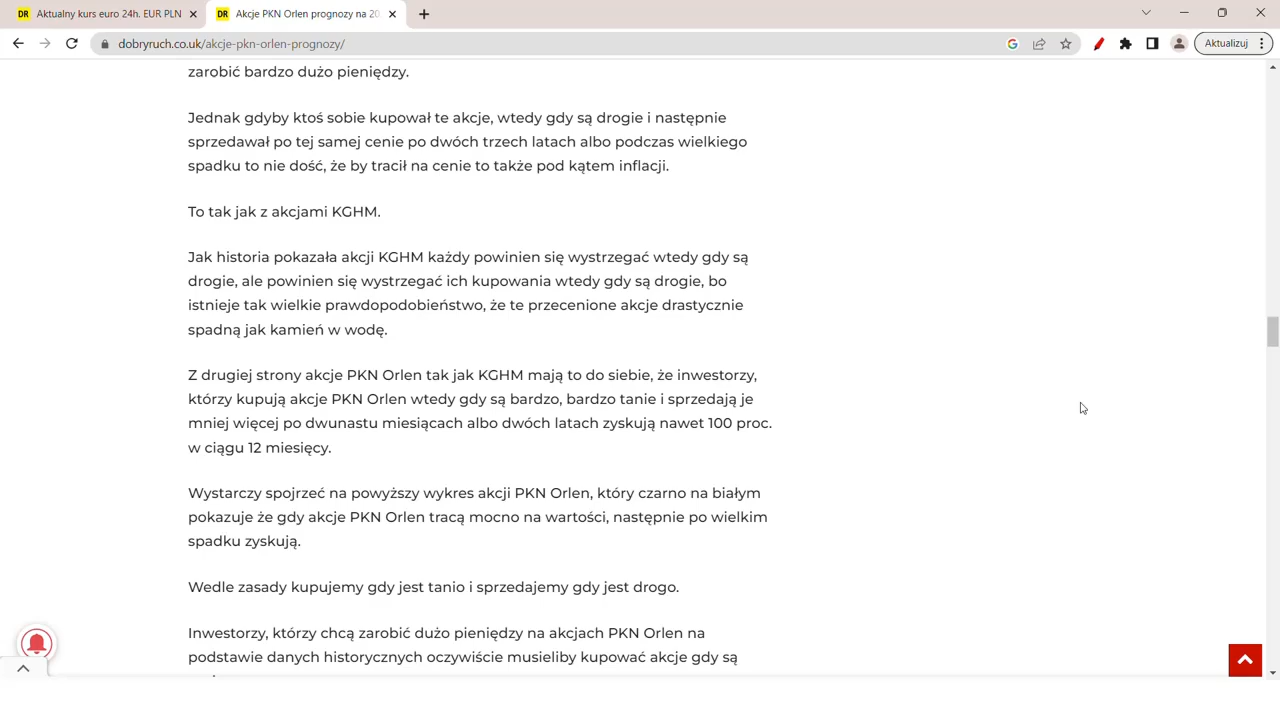 Aktualny kurs euro 24h. EUR PLN
Akcje PKN Orlen prognozy na 20
dobryruch.co.uk/akcje-pkn-orlen-prognozy/
Aktualizuj
zarobić bardzo dużo pieniędzy.
Jednak gdyby ktoś sobie kupował te akcje, wtedy gdy są drogie i następnie
sprzedawał po tej samej cenie po dwóch trzech latach albo podczas wielkiego
spadku to nie dość, że by tracił na cenie to także pod kątem inflacji.
To tak jak z akcjami KGHM.
Jak historia pokazała akcji KGHM każdy powinien się wystrzegać wtedy gdy są
drogie, ale powinien się wystrzegać ich kupowania wtedy gdy są drogie, bo
istnieje tak wielkie prawdopodobieństwo, że te przecenione akcje drastycznie
spadną jak kamień w wodę.
Z drugiej strony akcje PKN Orlen tak jak KGHM mają to do siebie, że inwestorzy,
którzy kupują akcje PKN Orlen wtedy gdy są bardzo, bardzo tanie i sprzedają je
mniej więcej po dwunastu miesiącach albo dwóch latach zyskują nawet 100 proc.
w ciągu 12 miesięcy.
Wystarczy spojrzeć na powyższy wykres akcji PKN Orlen, który czarno na białym
pokazuje że gdy akcje PKN Orlen tracą mocno na wartości, następnie po wielkim
spadku zyskują.
Wedle zasady kupujemy gdy jest tanio i sprzedajemy gdy jest drogo.
Inwestorzy, którzy chcą zarobić dużo pieniędzy na akcjach PKN Orlen na
podstawie danych historycznych oczywiście musieliby kupować akcje gdy są